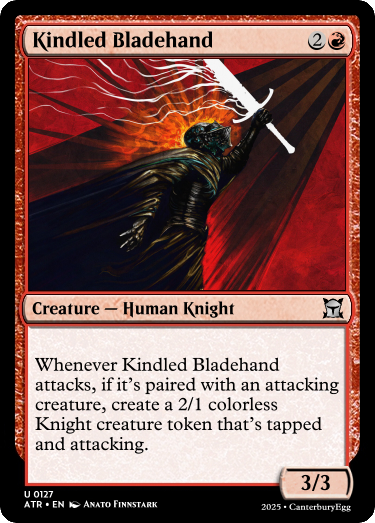 Kindled Bladehand 2
Creature — Human Knight
Whenever Kindled Bladehand
attacks, if it's paired with an attacking
creature, create a 2/1 colorless
Knight creature token that's tapped
and attacking.
3/3
U 0127
ATR • EN Anato Finnstark
2025 • CanterburyEgg